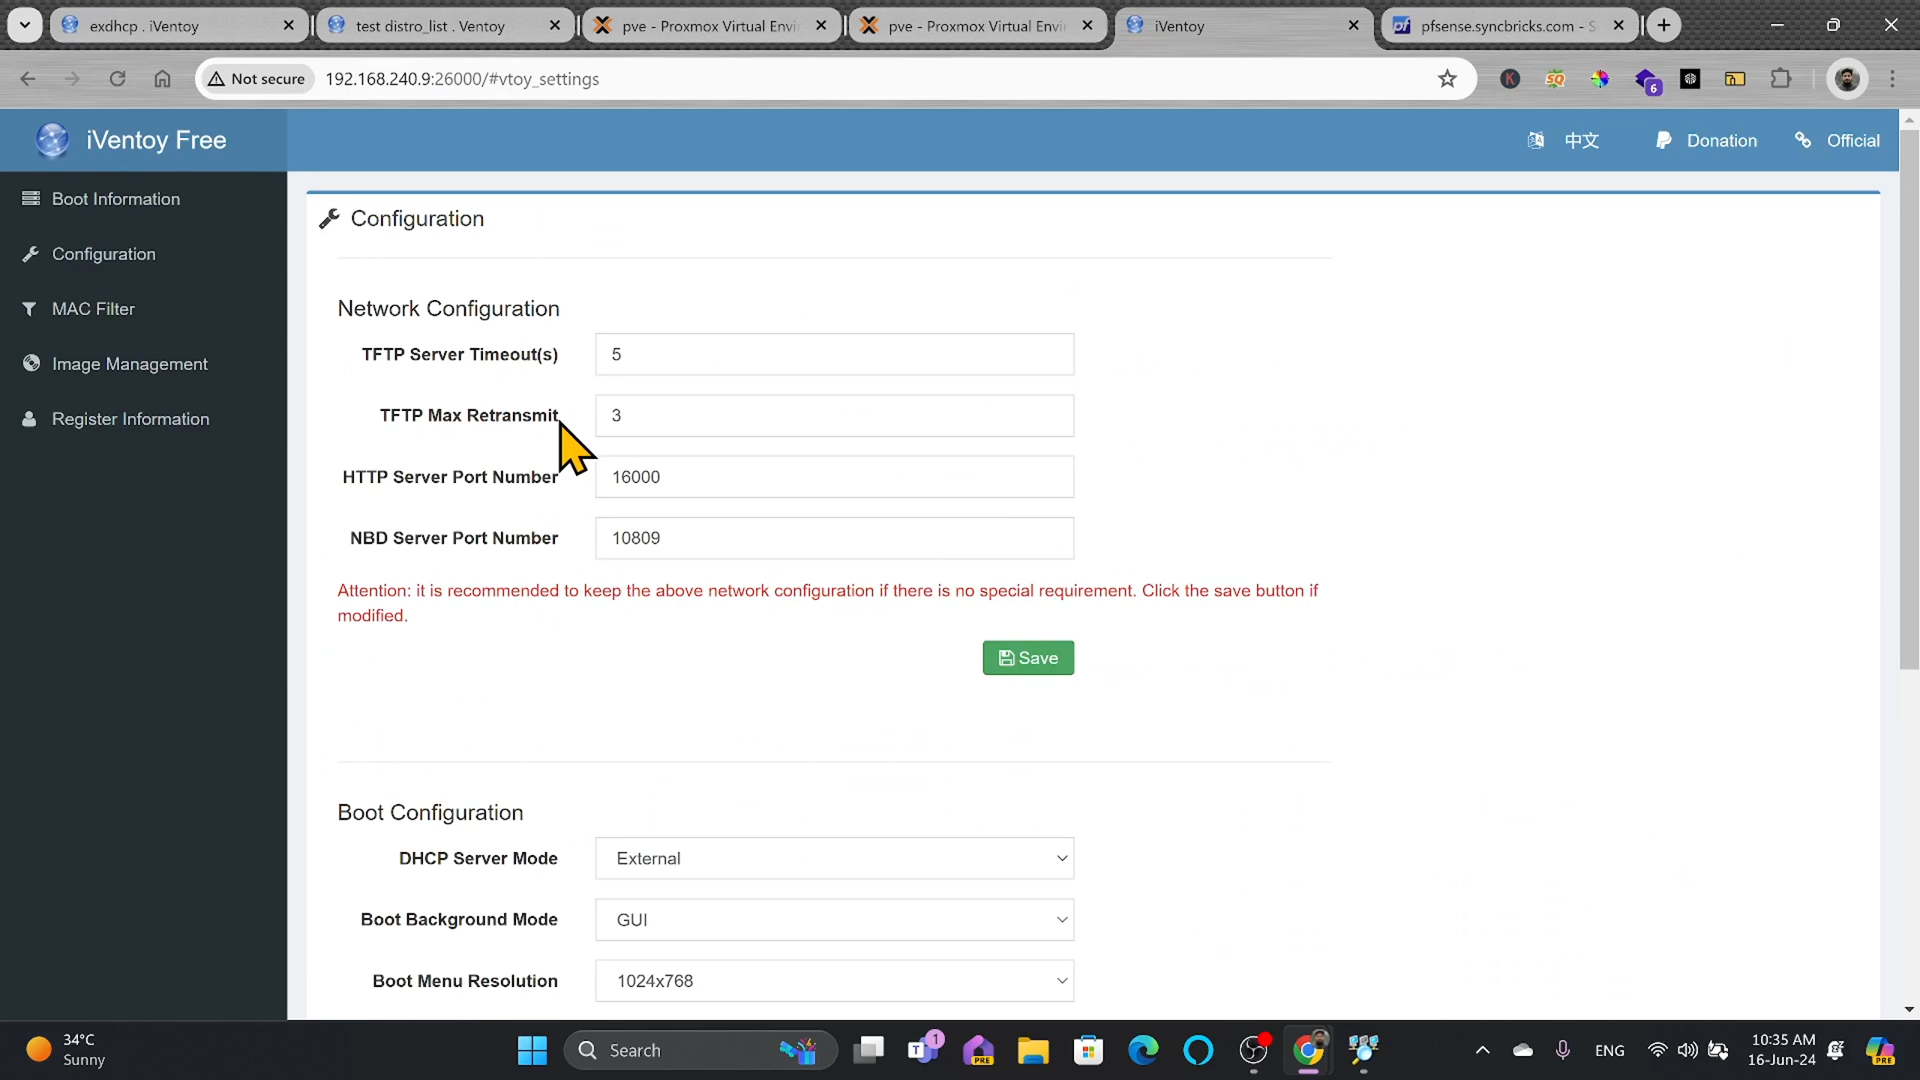 exdhcp . iVentoy
test distro_list . Ventoy
pve - Proxmox Virtual Envi
pve - Proxmox Virtual Envi
iVentoy
pfsense.syncbricks.com - S
Not secure
192.168.240.9:26000/#vtoy_settings
6
iVentoy Free
中文
Donation
Official
Boot Information
Configuration
MAC Filter
Image Management
Register Information
Configuration
Network Configuration
TFTP Server Timeout(s)
5
TFTP Max Retransmit
3
HTTP Server Port Number
16000
NBD Server Port Number
10809
Attention: it is recommended to keep the above network configuration if there is no special requirement. Click the save button if
modified.
Save
Boot Configuration
DHCP Server Mode
External
Boot Background Mode
GUI
Boot Menu Resolution
1024x768
34°C
Sunny
Search
1
PRE
ENG
10:35 AM
16-Jun-24
PRE